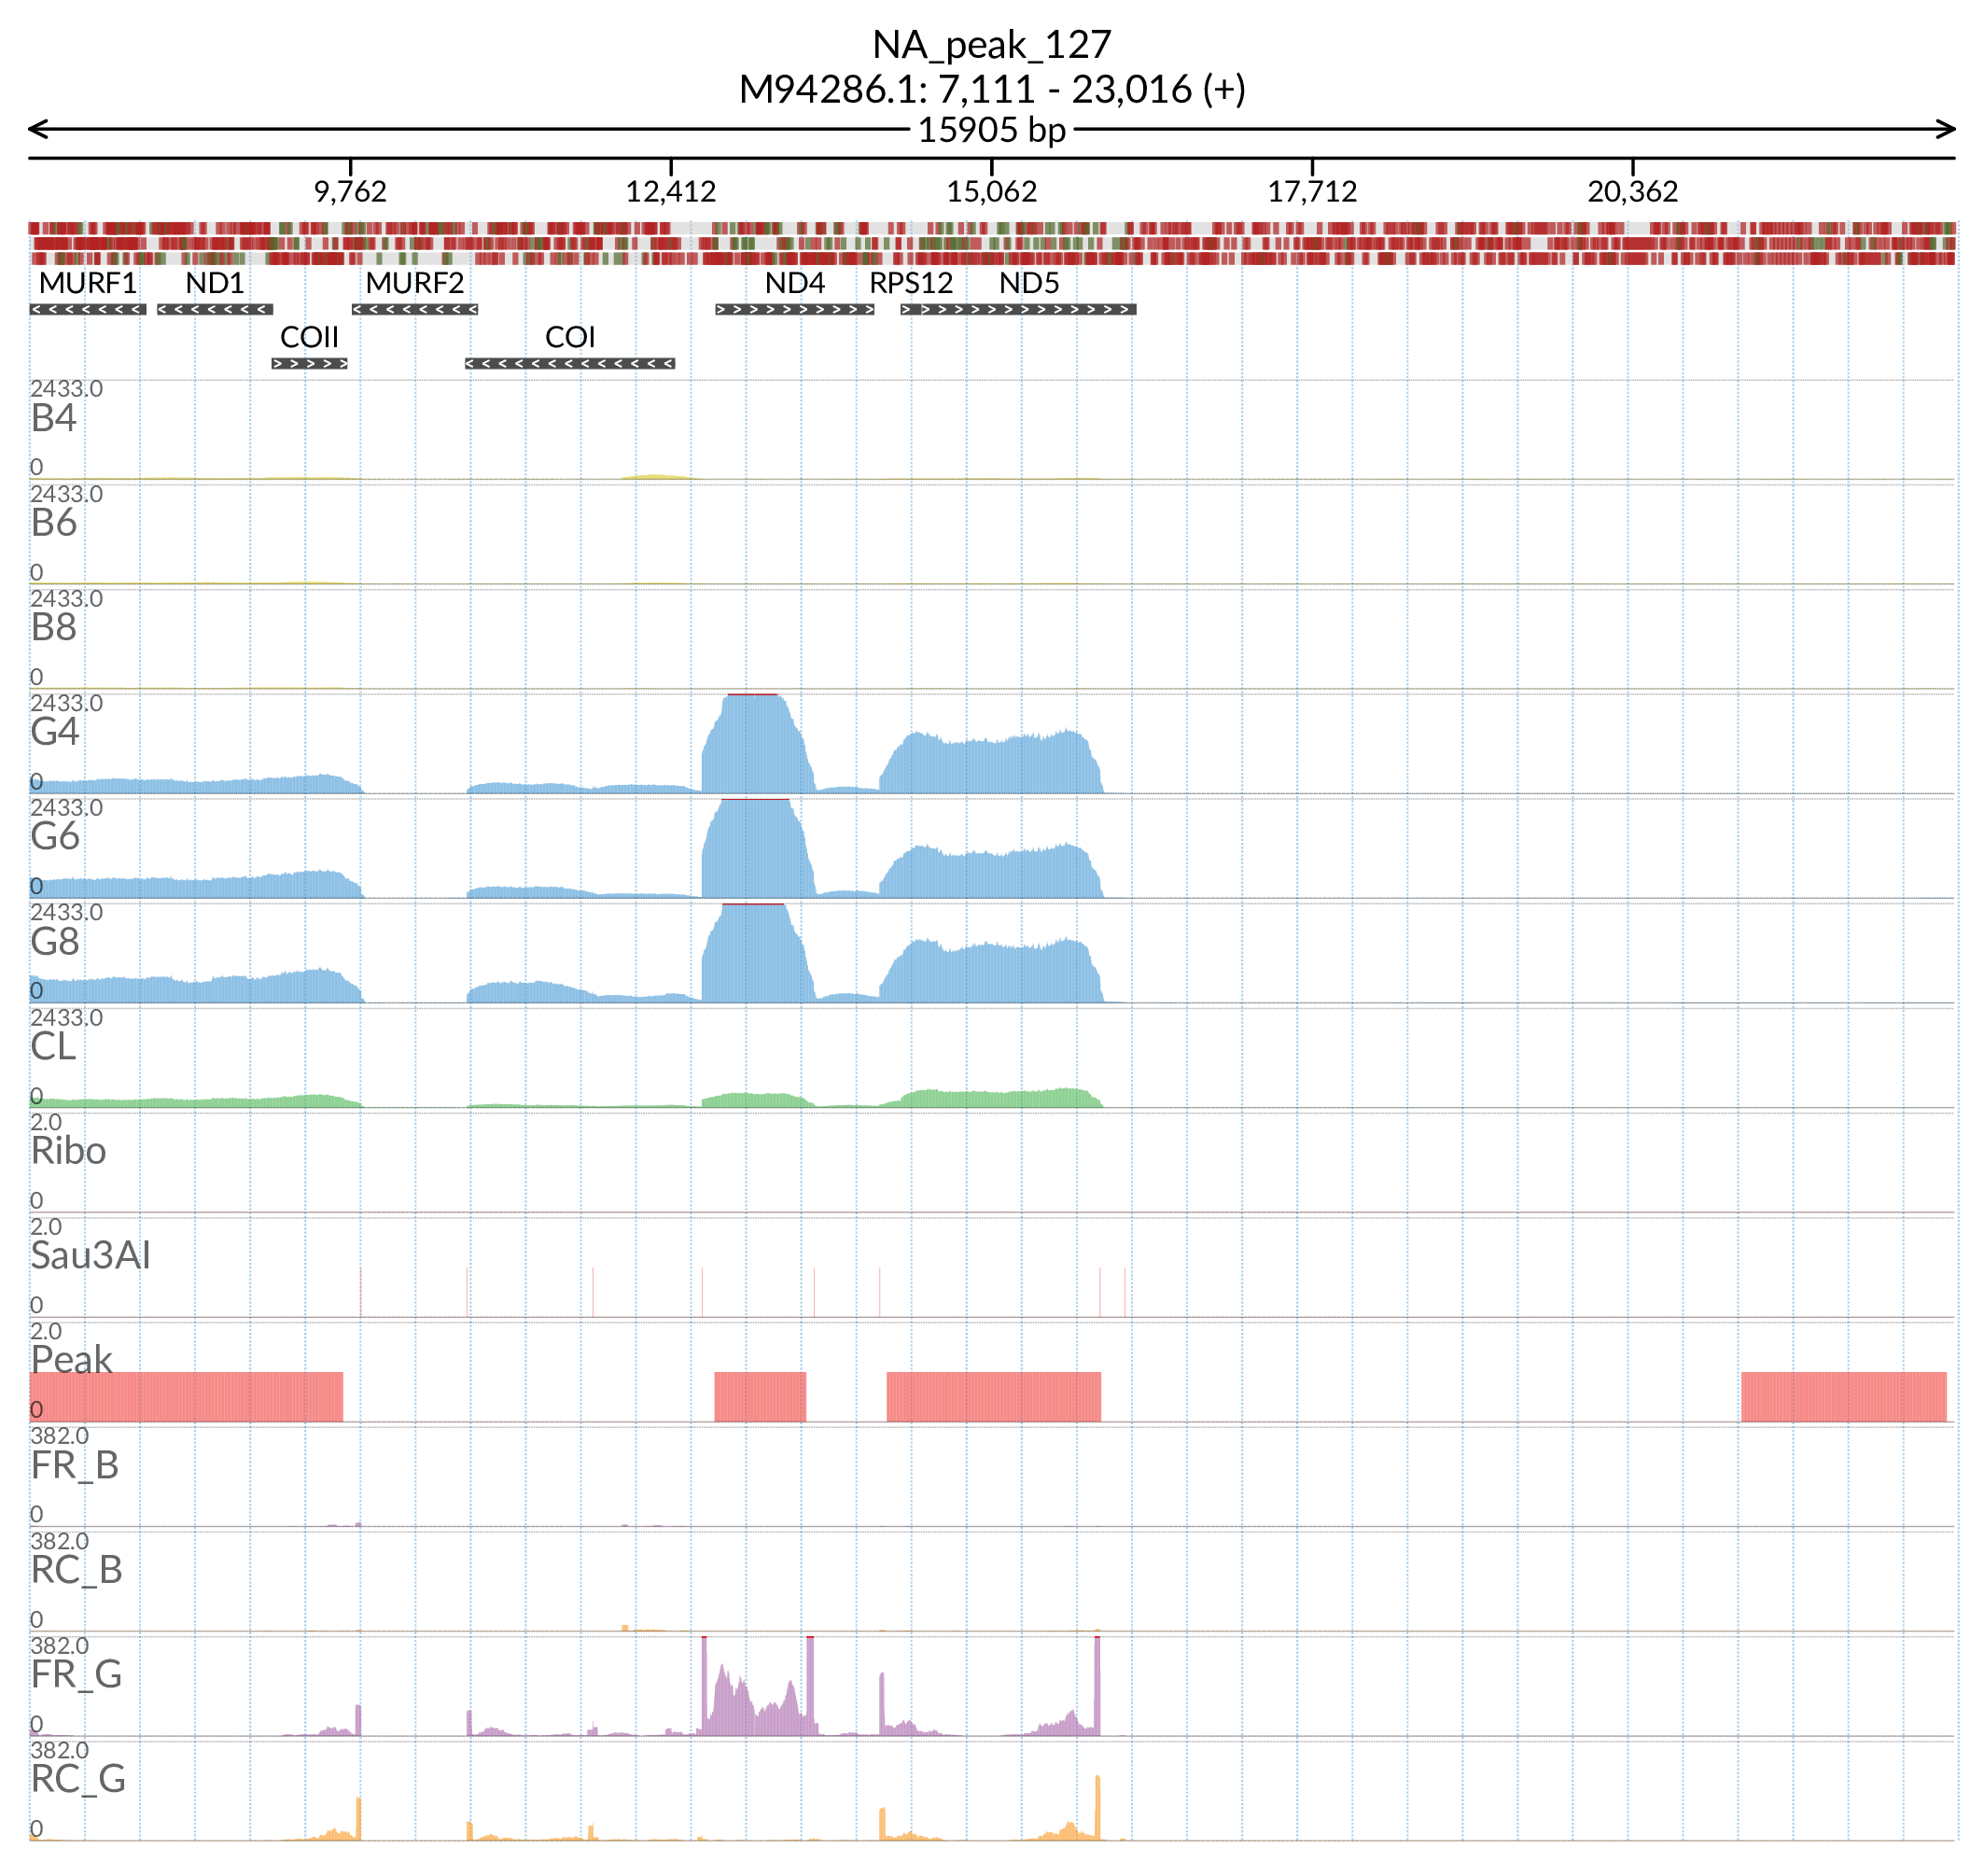 NA_peak_127
M94286.1: 7,111 - 23,016 (+)
15905 bp
9,762 12,412 15,062 17,712 20,362
MURF1 ND1 MURF2 ND4 RPS12 ND5
COII COI
2433.0
B4
0
2433.0
B6
0
2433.0
B8
0
2433.0
G4
0
2433.0
G6
0
2433.0
G8
0
2433.0
CL
0
2.0
Ribo
0
2.0
Sau3AI
0
2.0
Peak
0
382.0
FR_B
0
382.0
RC_B
0
382.0
FR_G
0
382.0
RC_G
0